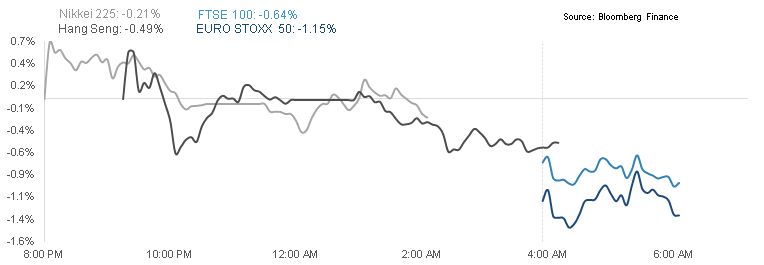 Nikkei 225: -0.21% FTSE 100: -0.64%
Source: Bloomberg Finance
Hang Seng: -0.49% EURO STOXX 50: -1.15%
0.7%
0.4%
0.2%
-0.1%
-0.4%
-0.6%
-0.9%
-1.1%
-1.4%
-1.6%
8:00 PM 10:00 PM 12:00 AM 2:00 AM 4:00 AM 6:00 AM